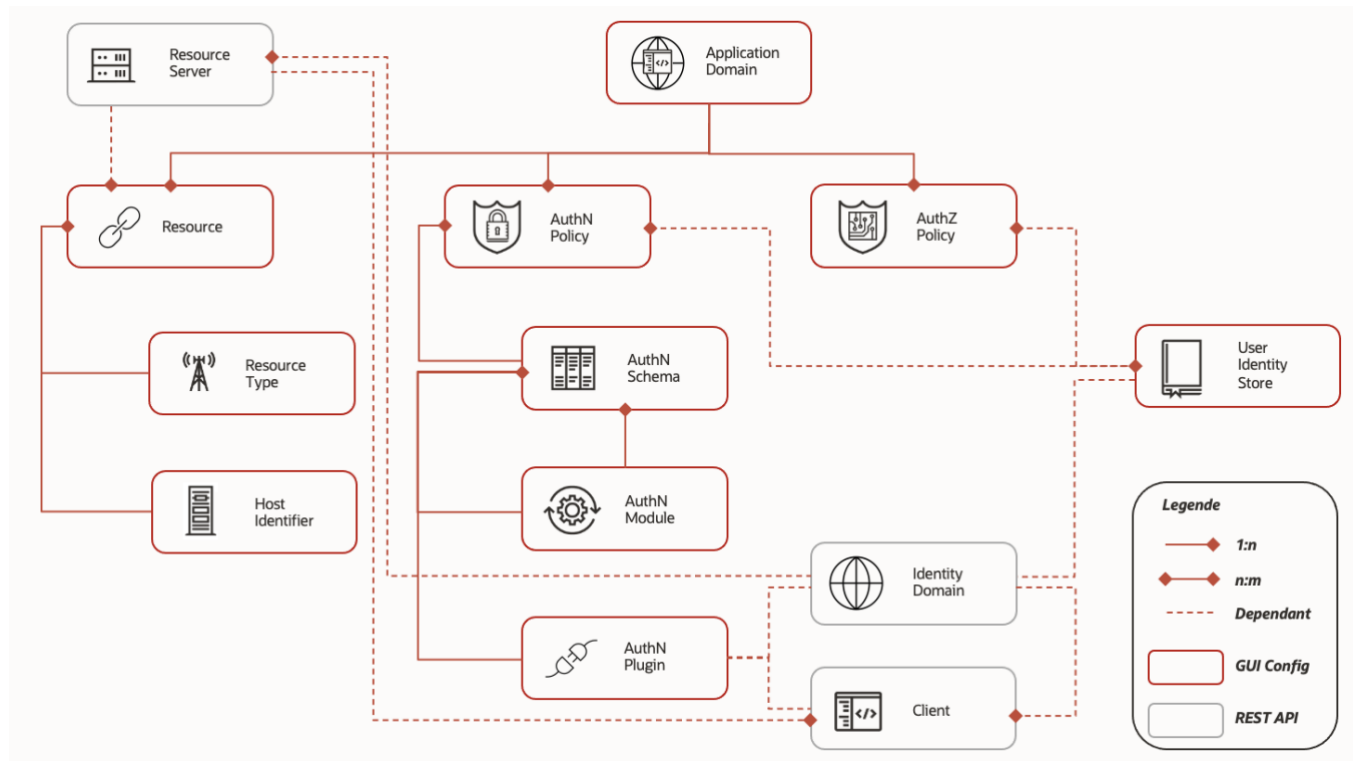 Resource
Server
Application
Domain
Resource
AuthN
Policy
AuthZ
Policy
Resource
Type
AuthN
Schema
User
Identity
Store
Host
Identifier
AuthN
Module
Identity
Domain
AuthN
Plugin
</>
Client
Legende
1:n
n:m
Dependant
GUI Config
REST API